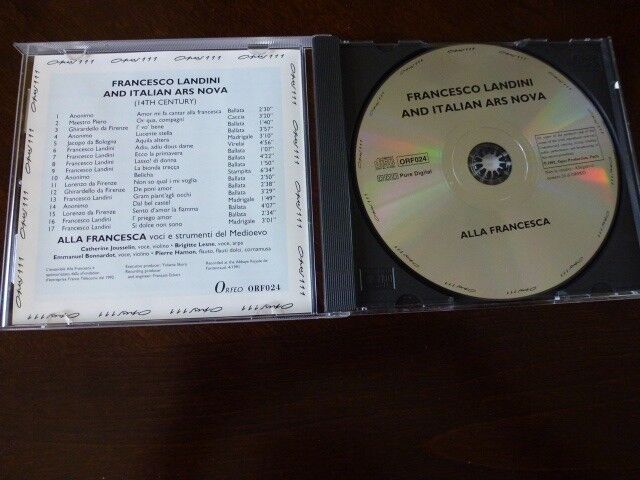 Opus 111
FRANCESCO LANDINI
AND ITALIAN ARS NOVA
(14TH CENTURY)
1 Anonimo Amor mi fa cantar alla francesca Ballata 2'30"
2 Maestro Piero Or qua, compagni Caccia 3'20"
3 Ghirardello da Firenze I' vo' bene Ballata 1'40"
4 Anonimo Lucente stella Ballata 3'57"
5 Jacopo da Bologna Aquila altera Madrigale 3'10"
6 Francesco Landini Adiu, adiu dous dame Virelai 4'56"
7 Francesco Landini Ecco la primavera Ballata 1'07"
8 Francesco Landini Donna' Ballata 4'22"
9 Francesco Landini La bionda trecça Ballata 1'50"
10 Anonimo Belicha Stampita 6'34"
11 Lorenzo da Firenze Non so qual i mi voglia Ballata 2'50"
12 Ghirardello da Firenze De poni amor Ballata 2'38"
13 Francesco Landini Gram piant'agli occhi Ballata 3'29"
14 Anonimo Dal bel castel Madrigale 1'49"
15 Lorenzo da Firenze Sento d'amor la flamma Ballata 4'07"
16 Francesco Landini I' priego amor Ballata 2'34"
17 Francesco Landini Sì dolce non sono Madrigale 3'01"
ALLA FRANCESCA voci e strumenti del Medioevo
Catherine Jousselin, voce, violino · Brigitte Lesne, voce, arpa
Emmanuel Bonnardot, voce, violino · Pierre Hamon, flauto, flauti dolci, cornamusa
ORFEO ORF024
FRANCESCO LANDINI
AND ITALIAN ARS NOVA
ORF024
Pure Digital
ALLA FRANCESCA